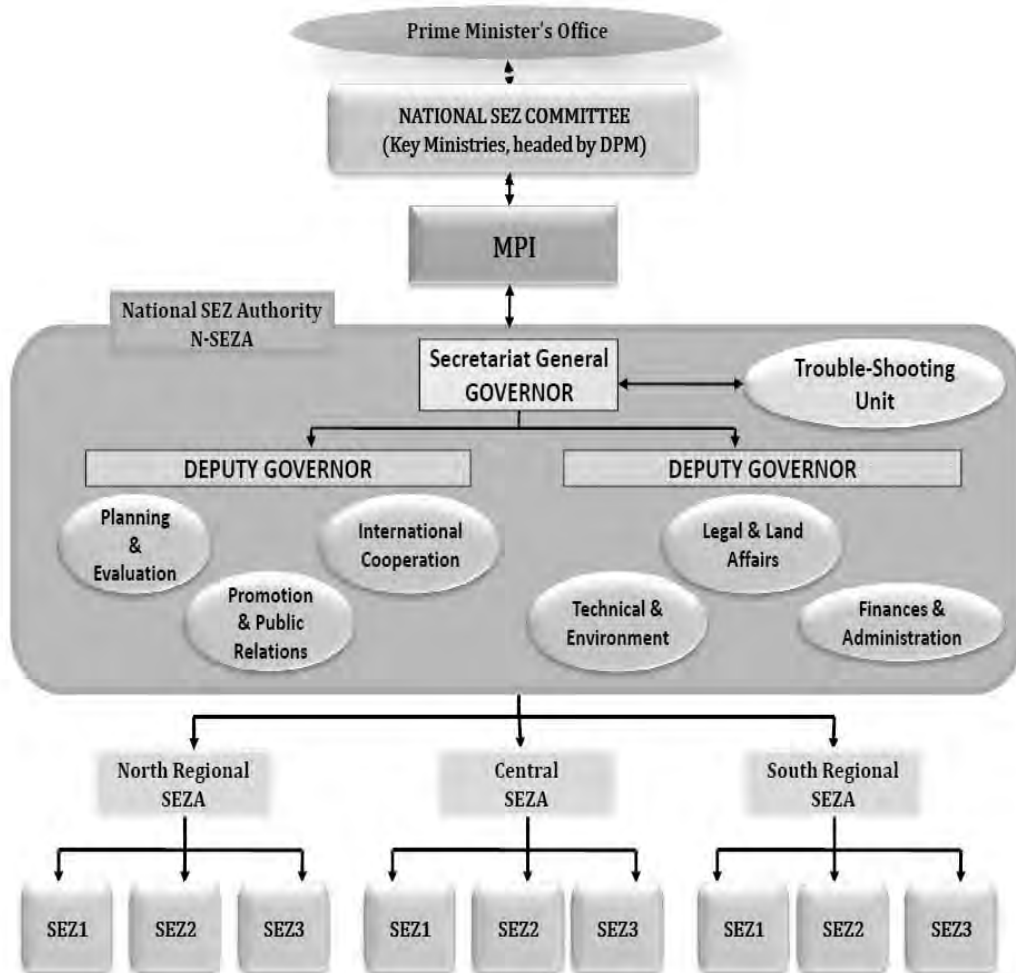 Prime Minister's Office
NATIONAL SEZ COMMITTEE
(Key Ministries, headed by DPM)
MPI
National SEZ Authority
N-SEZA
Secretariat General
GOVERNOR
Trouble-Shooting
Unit
DEPUTY GOVERNOR
DEPUTY GOVERNOR
Planning
&
Evaluation
International
Cooperation
Promotion
& Public
Relations
Legal & Land
Affairs
Technical &
Environment
Finances &
Administration
North Regional
SEZA
Central
SEZA
South Regional
SEZA
SEZ1
SEZ2
SEZ3
SEZ1
SEZ2
SEZ3
SEZ1
SEZ2
SEZ3